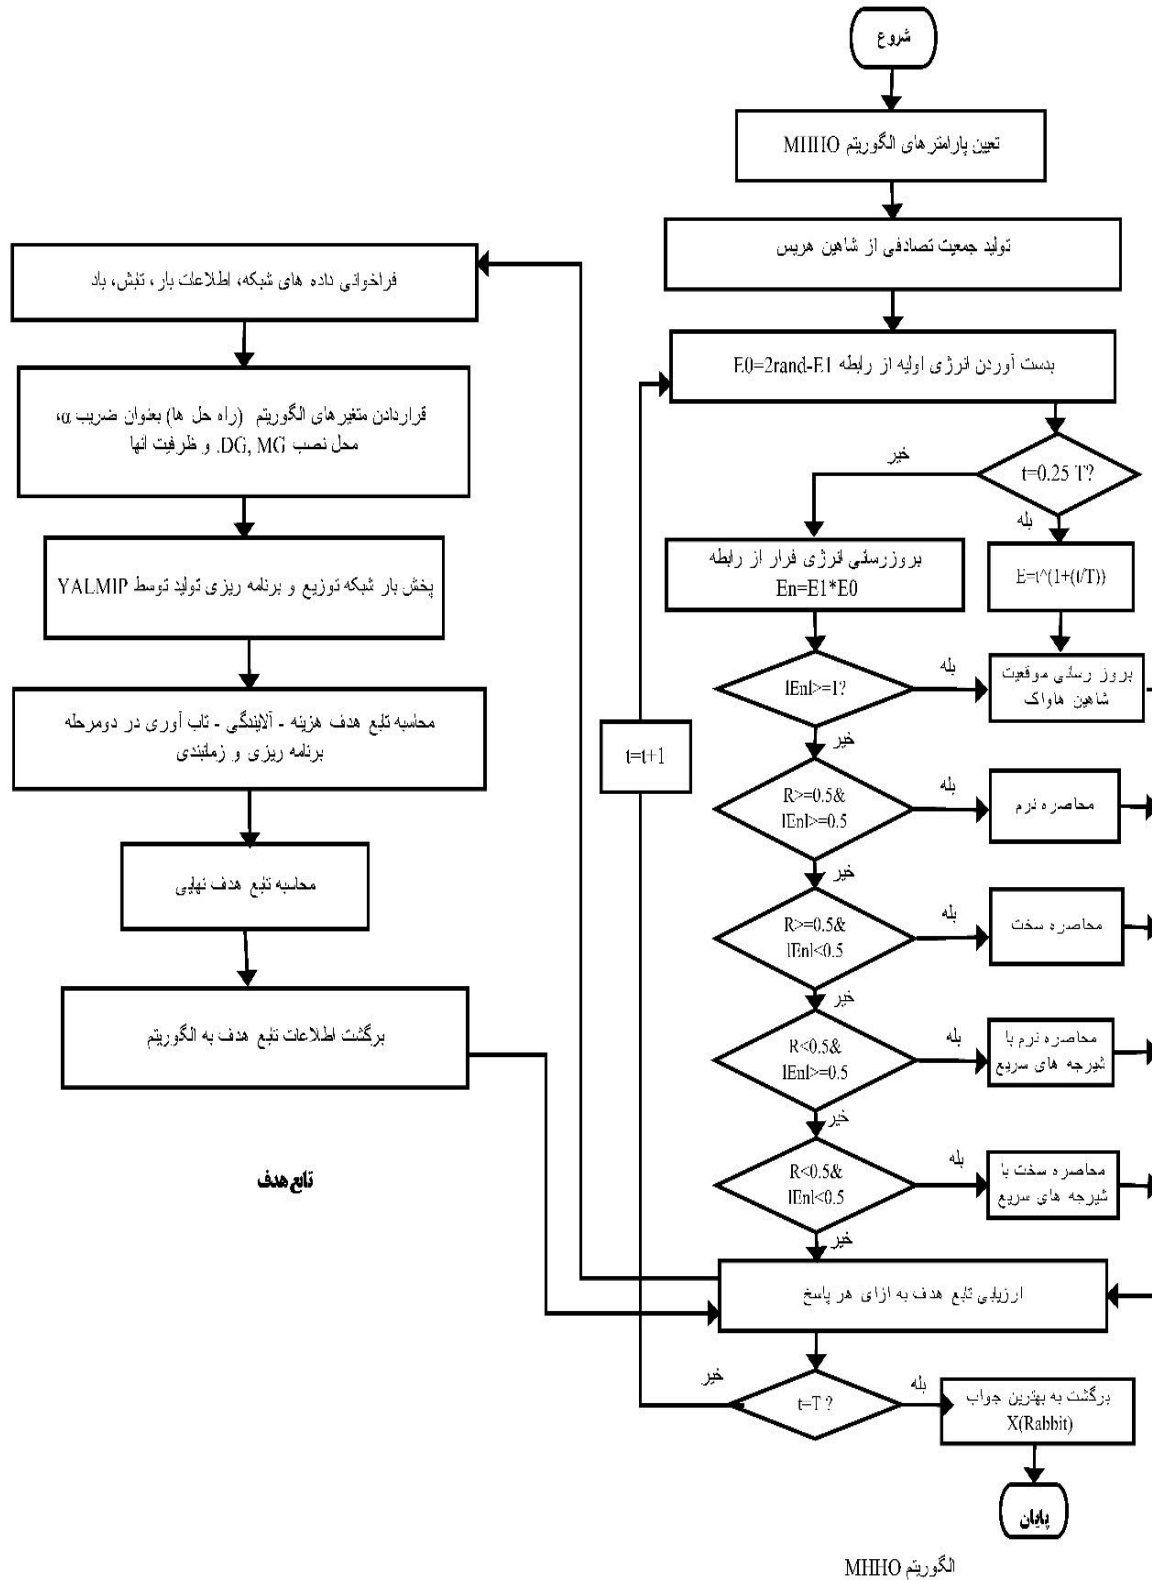 شروع
تعیین پارامترهای الگوریتم MHHO
تولید جمعیت تصادفی از شاهین هریس
بدست آوردن انرژی اولیه از رابطه E0=2rand-E1
t=0.25 T?
خیر
بله
بروزرسانی انرژی فرار از رابطه
En=E1*E0
E=t^(1+(t/T))
|En|>=1?
بله
بروز رسانی موقعیت
شاهین هاواک
خیر
t=t+1
R>=0.5&
|En|>=0.5
بله
محاصره نرم
خیر
R>=0.5&
|En|<0.5
بله
محاصره سخت
خیر
R<0.5&
|En|>=0.5
بله
محاصره نرم با
شیرجه های سریع
خیر
R<0.5&
|En|<0.5
بله
محاصره سخت با
شیرجه های سریع
خیر
ارزیابی تابع هدف به ازای هر پاسخ
t=T ?
خیر
بله
برگشت به بهترین جواب
X(Rabbit)
پایان
الگوریتم MHHO
فراخوانی داده های شبکه، اطلاعات بار، تابش، باد
قراردادن متغیرهای الگوریتم (راه حل ها) بعنوان ضریب α،
محل نصب DG, MG. و ظرفیت انها
پخش بار شبکه توزیع و برنامه ریزی تولید توسط YALMIP
محاسبه تابع هدف هزینه - آلایندگی - تاب آوری در دومرحله
برنامه ریزی و زمانبندی
محاسبه تابع هدف نهایی
برگشت اطلاعات تابع هدف به الگوریتم
تابع هدف